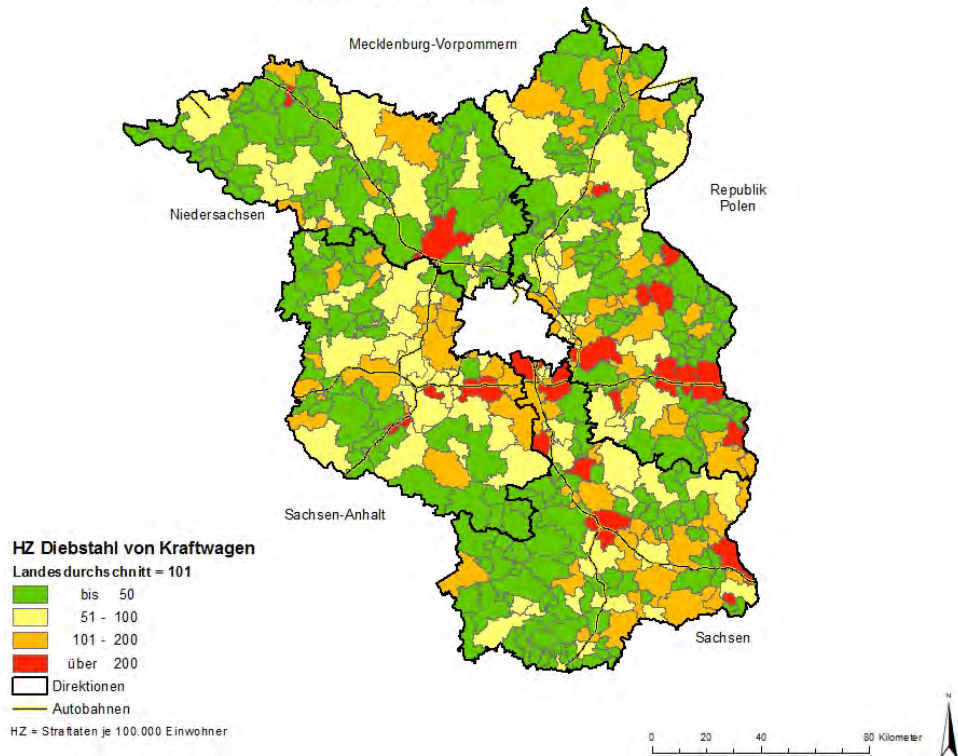 Mecklenburg-Vorpommern
Republik
Polen
Niedersachsen
Sachsen-Anhalt
Sachsen
HZ Diebstahl von Kraftwagen
Landesdurchschnitt = 101
bis 50
51 - 100
101 - 200
über 200
Direktionen
Autobahnen
HZ = Straftaten je 100.000 Einwohner
0 20 40 80 Kilometer
N